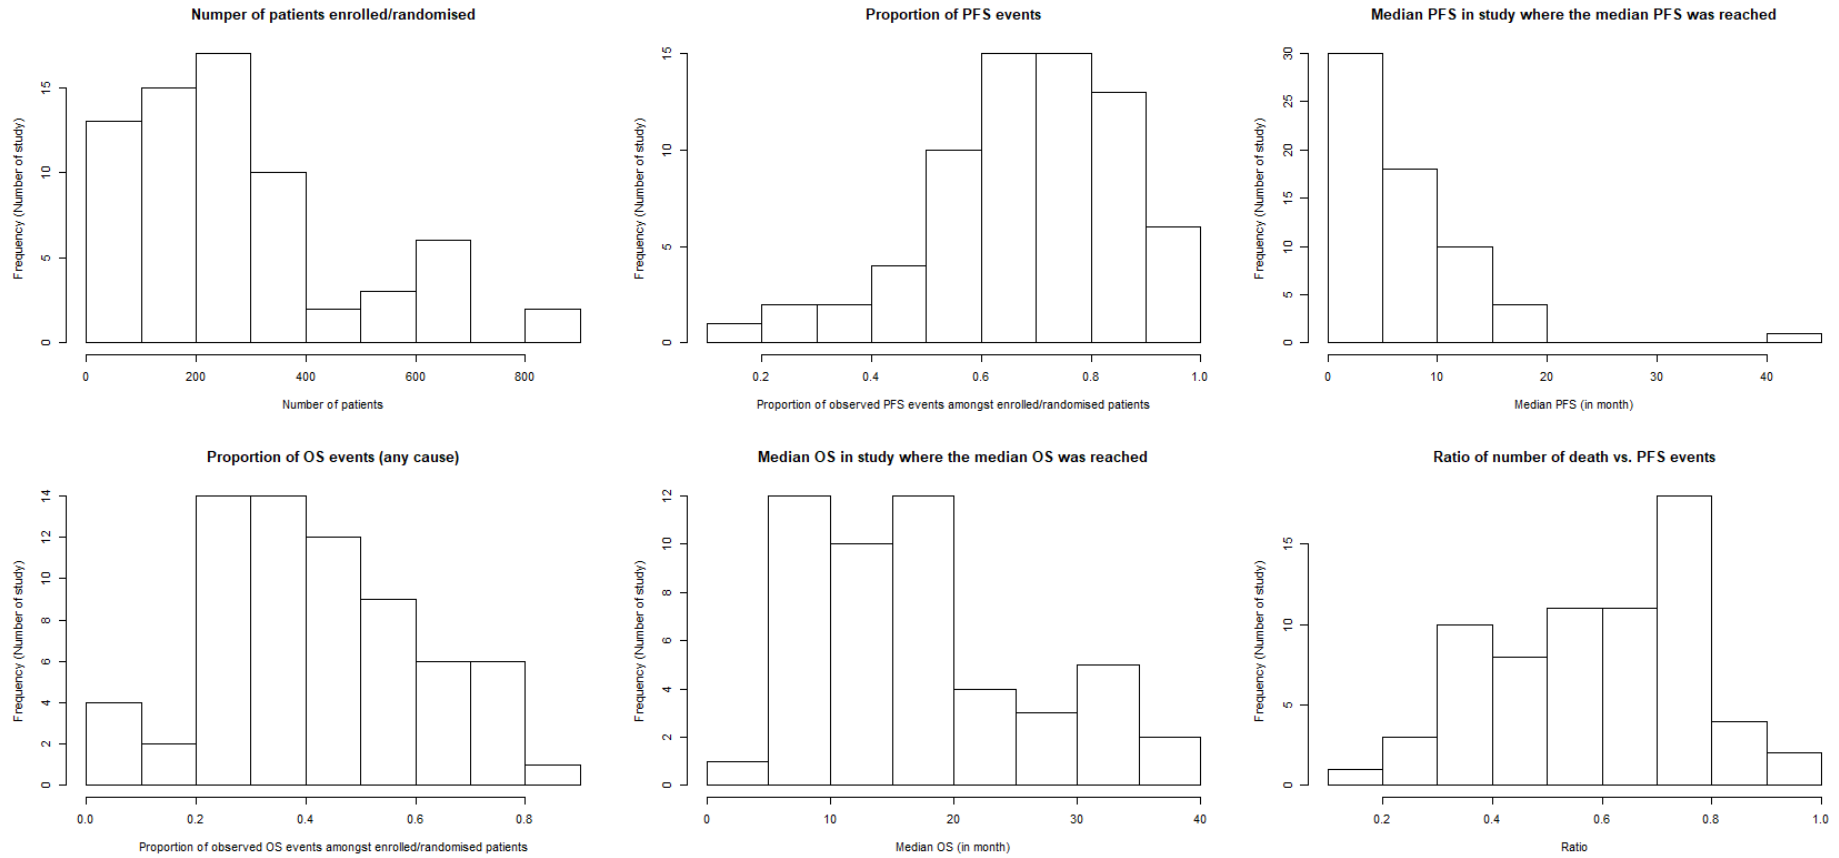 Numper of patients enrolled/randomised
Frequency (Number of study)
15
10
5
0
0 200 400 600 800
Number of patients
Proportion of PFS events
Frequency (Number of study)
15
10
5
0
0.2 0.4 0.6 0.8 1.0
Proportion of observed PFS events amongst enrolled/randomised patients
Median PFS in study where the median PFS was reached
Frequency (Number of study)
30
25
20
15
10
5
0
0 10 20 30 40
Median PFS (in month)
Proportion of OS events (any cause)
Frequency (Number of study)
14
12
10
8
6
4
2
0
0.0 0.2 0.4 0.6 0.8
Proportion of observed OS events amongst enrolled/randomised patients
Median OS in study where the median OS was reached
Frequency (Number of study)
12
10
8
6
4
2
0
0 10 20 30 40
Median OS (in month)
Ratio of number of death vs. PFS events
Frequency (Number of study)
15
10
5
0
0.2 0.4 0.6 0.8 1.0
Ratio